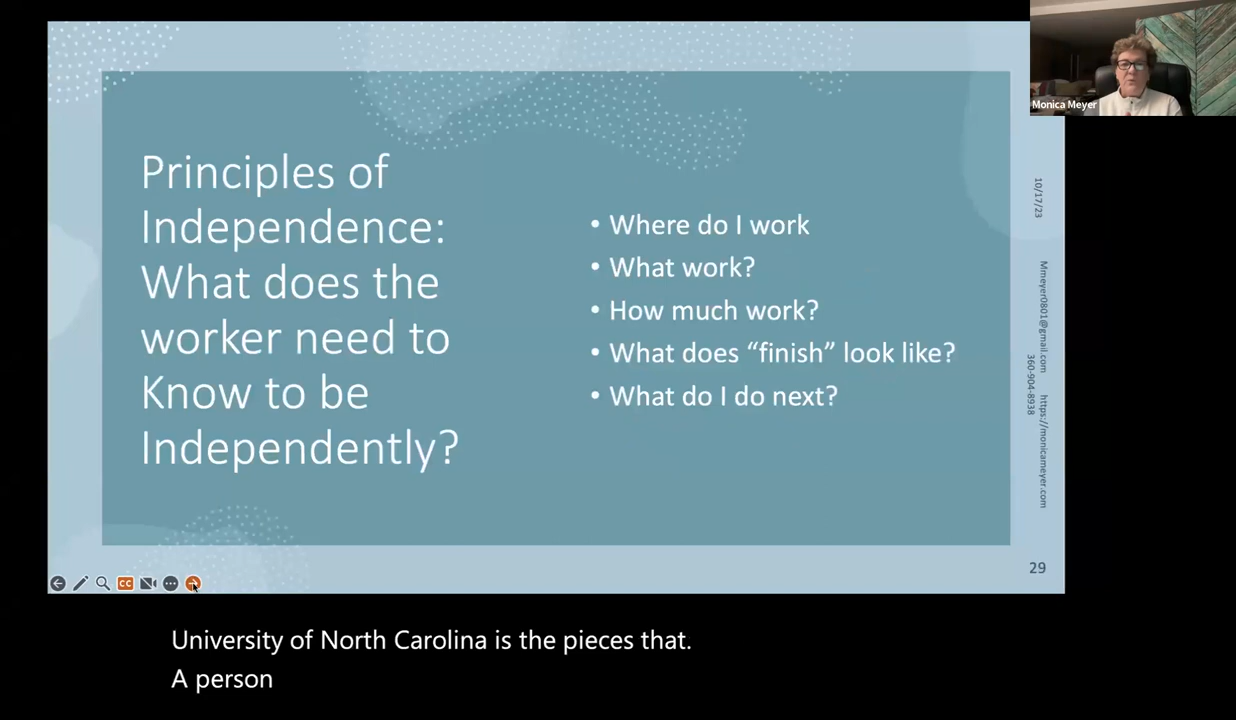 Principles of
Independence:
What does the
worker need to
Know to be
Independently?
• Where do I work
• What work?
• How much work?
• What does “finish” look like?
• What do I do next?
Monica Meyer
10/17/23
Mmeyer0801@gmail.com https://monicameyer.com
360-904-8938
29
CC
University of North Carolina is the pieces that.
A person